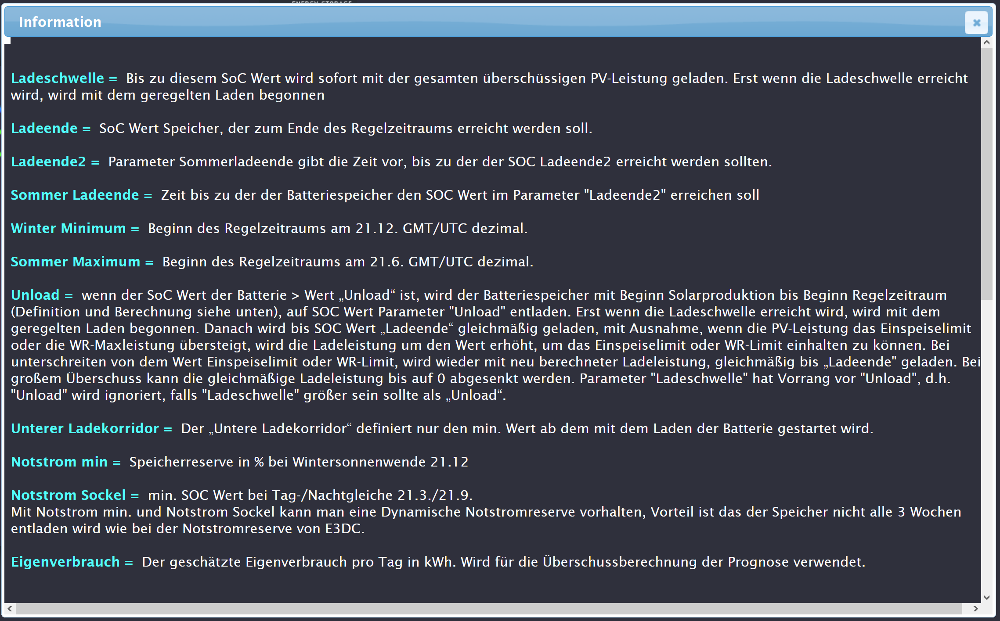 ENERGY STORAGE
Information
Ladeschwelle = Bis zu diesem SoC Wert wird sofort mit der gesamten überschüssigen PV-Leistung geladen. Erst wenn die Ladeschwelle erreicht
wird, wird mit dem geregelten Laden begonnen
Ladeende = SoC Wert Speicher, der zum Ende des Regelzeitraums erreicht werden soll.
Ladeende2 = Parameter Sommerladeende gibt die Zeit vor, bis zu der der SOC Ladeende2 erreicht werden sollten.
Sommer Ladeende = Zeit bis zu der der Batteriespeicher den SOC Wert im Parameter "Ladeende2" erreichen soll
Winter Minimum = Beginn des Regelzeitraums am 21.12. GMT/UTC dezimal.
Sommer Maximum = Beginn des Regelzeitraums am 21.6. GMT/UTC dezimal.
Unload = wenn der SoC Wert der Batterie > Wert „Unload“ ist, wird der Batteriespeicher mit Beginn Solarproduktion bis Beginn Regelzeitraum
(Definition und Berechnung siehe unten), auf SOC Wert Parameter "Unload" entladen. Erst wenn die Ladeschwelle erreicht wird, wird mit dem
geregelten Laden begonnen. Danach wird bis SOC Wert „Ladeende“ gleichmäßig geladen, mit Ausnahme, wenn die PV-Leistung das Einspeiselimit
oder die WR-Maxleistung übersteigt, wird die Ladeleistung um den Wert erhöht, um das Einspeiselimit oder WR-Limit einhalten zu können. Bei
unterschreiten von dem Wert Einspeiselimit oder WR-Limit, wird wieder mit neu berechneter Ladeleistung, gleichmäßig bis „Ladeende" geladen. Bei
großem Überschuss kann die gleichmäßige Ladeleistung bis auf 0 abgesenkt werden. Parameter "Ladeschwelle" hat Vorrang vor "Unload", d.h.
"Unload" wird ignoriert, falls "Ladeschwelle" größer sein sollte als „Unload“.
Unterer Ladekorridor = Der „Untere Ladekorridor“ definiert nur den min. Wert ab dem mit dem Laden der Batterie gestartet wird.
Notstrom min = Speicherreserve in % bei Wintersonnenwende 21.12
Notstrom Sockel = min. SOC Wert bei Tag-/Nachtgleiche 21.3./21.9.
Mit Notstrom min. und Notstrom Sockel kann man eine Dynamische Notstromreserve vorhalten, Vorteil ist das der Speicher nicht alle 3 Wochen
entladen wird wie bei der Notstromreserve von E3DC.
Eigenverbrauch = Der geschätzte Eigenverbrauch pro Tag in kWh. Wird für die Überschussberechnung der Prognose verwendet.